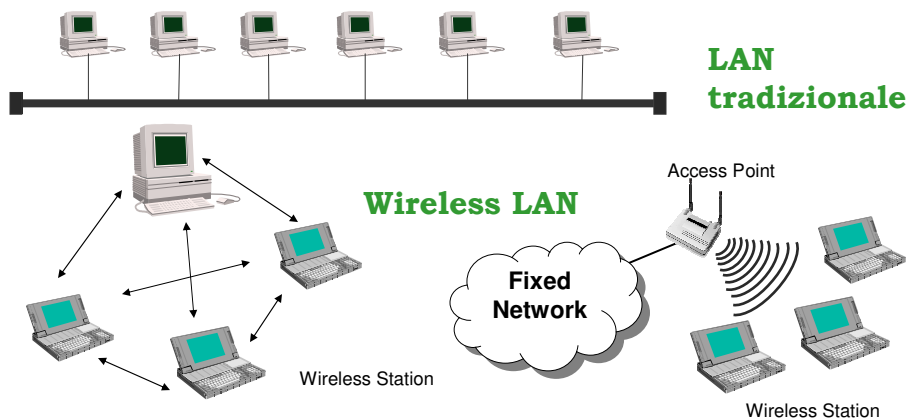 LAN
tradizionale
Access Point
Wireless LAN
Fixed
Network
Wireless Station
Wireless Station